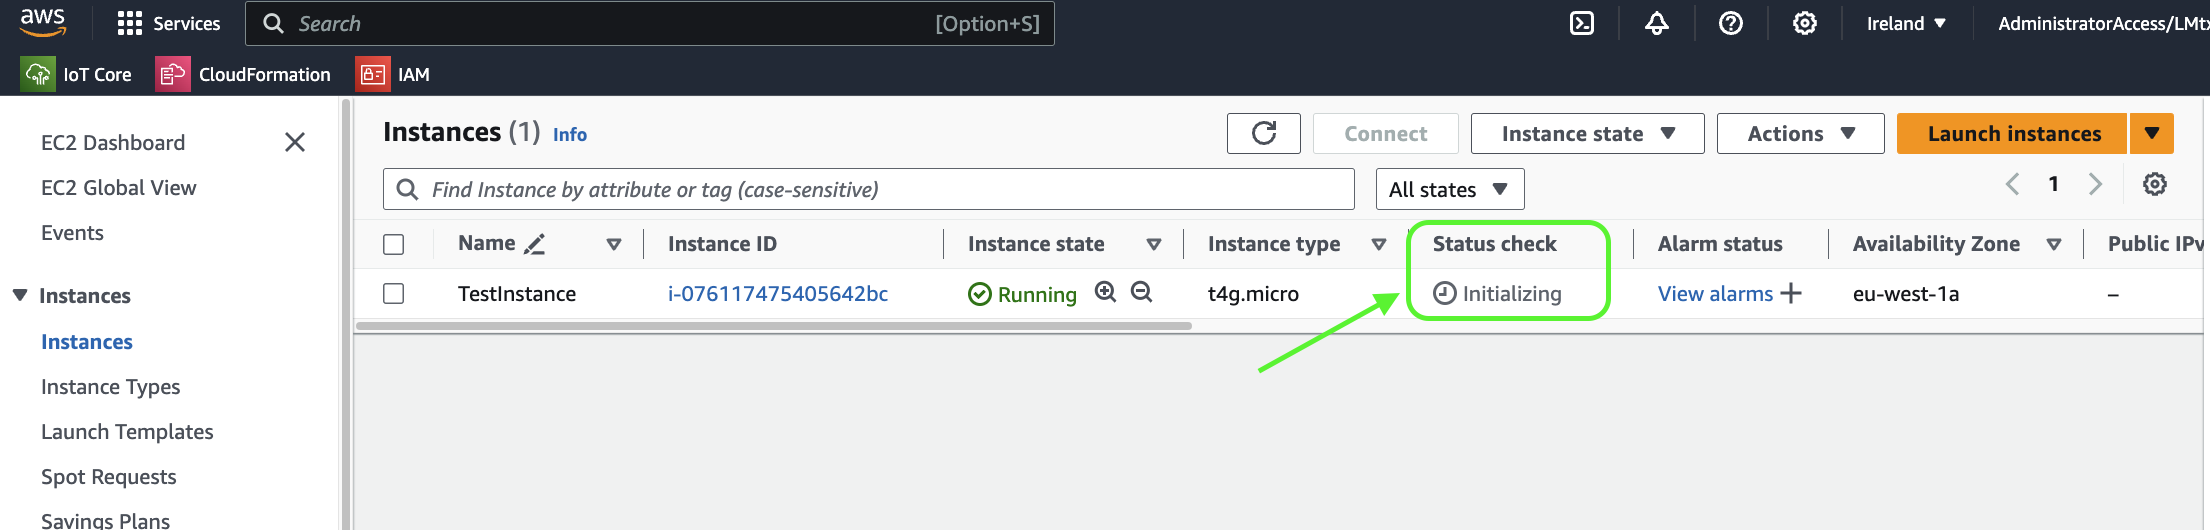 aws
Services
Search
[Option+S]
Ireland
AdministratorAccess/LMt
IoT Core
CloudFormation
IAM
EC2 Dashboard
EC2 Global View
Events
Instances
Instances
Instance Types
Launch Templates
Spot Requests
Savings Plans
Instances (1) Info
Connect
Instance state
Actions
Launch instances
Find Instance by attribute or tag (case-sensitive)
All states
1
Name Instance ID Instance state Instance type Status check Alarm status Availability Zone Public IPv
TestInstance i-076117475405642bc Running t4g.micro Initializing View alarms + eu-west-1a –